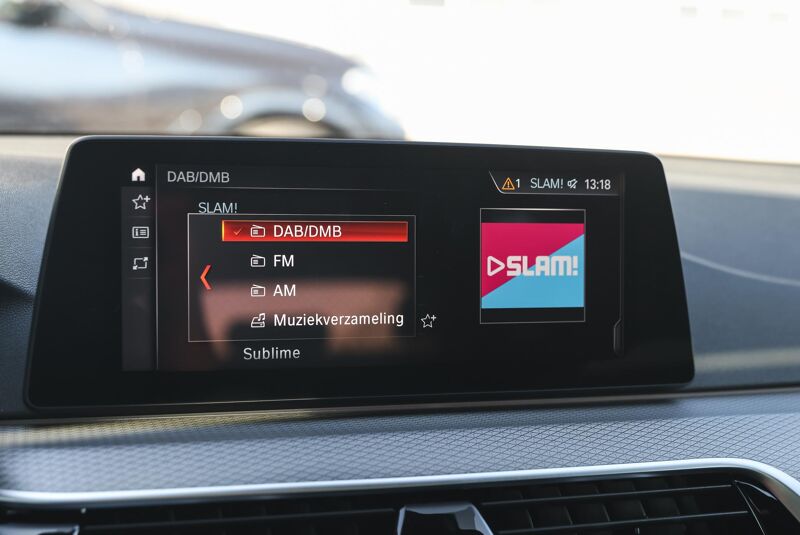 DAB/DMB
1 SLAM! 13:18
SLAM!
DAB/DMB
FM
AM
Muziekverzameling
Sublime
SLAM!